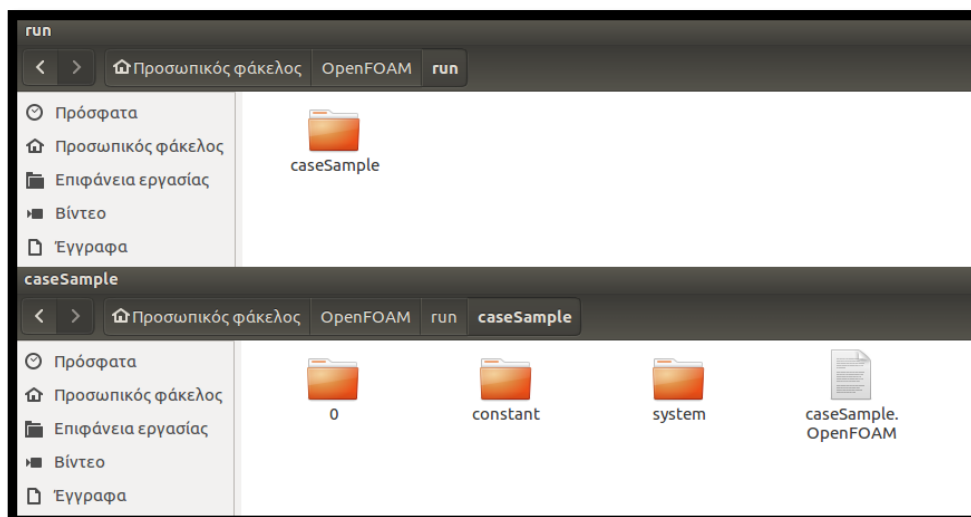 run
Προσωπικός φάκελος OpenFOAM run
Πρόσφατα
Προσωπικός φάκελος
Επιφάνεια εργασίας
Βίντεο
Έγγραφα
caseSample
caseSample
Προσωπικός φάκελος OpenFOAM run caseSample
Πρόσφατα
Προσωπικός φάκελος
Επιφάνεια εργασίας
Βίντεο
Έγγραφα
0 constant system caseSample.
OpenFOAM